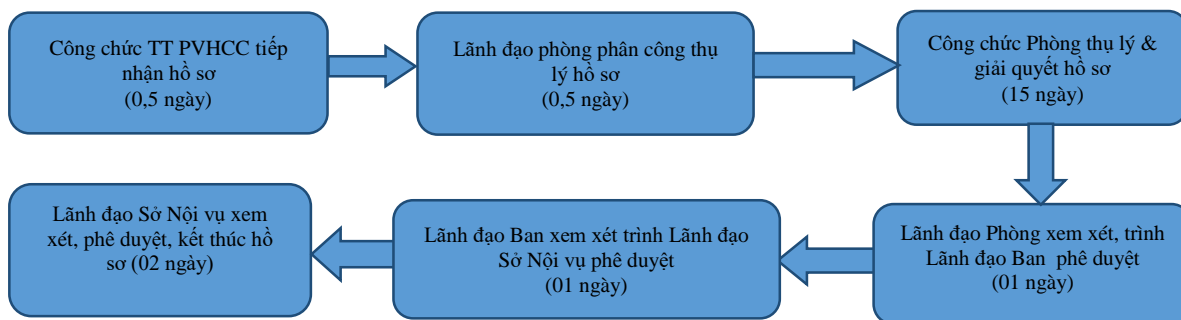 Công chức TT PVHCC tiếp
nhận hồ sơ
(0,5 ngày)
Lãnh đạo phòng phân công thụ
lý hồ sơ
(0,5 ngày)
Công chức Phòng thụ lý &
giải quyết hồ sơ
(15 ngày)
Lãnh đạo Phòng xem xét, trình
Lãnh đạo Ban phê duyệt
(01 ngày)
Lãnh đạo Ban xem xét trình Lãnh đạo
Sở Nội vụ phê duyệt
(01 ngày)
Lãnh đạo Sở Nội vụ xem
xét, phê duyệt, kết thúc hồ
sơ (02 ngày)